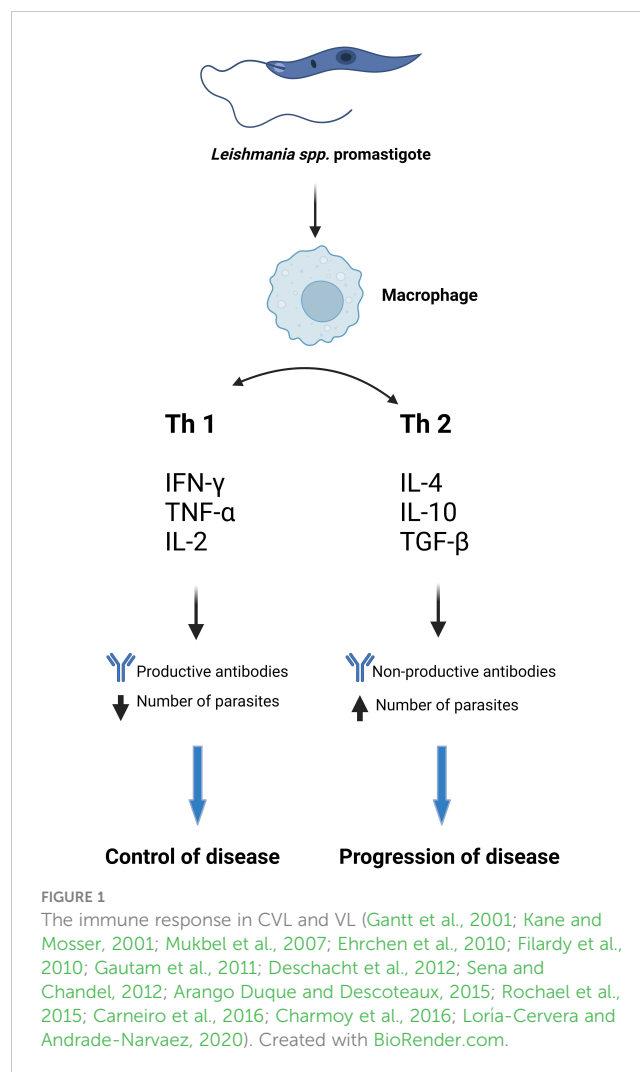 Leishmania spp. promastigote
Macrophage
Th 1
Th 2
IFN-γ
TNF-α
IL-2
IL-4
IL-10
TGF-β
Productive antibodies
Number of parasites
Non-productive antibodies
Number of parasites
Control of disease
Progression of disease
FIGURE 1
The immune response in CVL and VL (Gantt et al., 2001; Kane and
Mosser, 2001; Mukbel et al., 2007; Ehrchen et al., 2010; Filardy et al.,
2010; Gautam et al., 2011; Deschacht et al., 2012; Sena and
Chandel, 2012; Arango Duque and Descoteaux, 2015; Rochael et al.,
2015; Carneiro et al., 2016; Charmoy et al., 2016; Loría-Cervera and
Andrade-Narvaez, 2020). Created with BioRender.com.